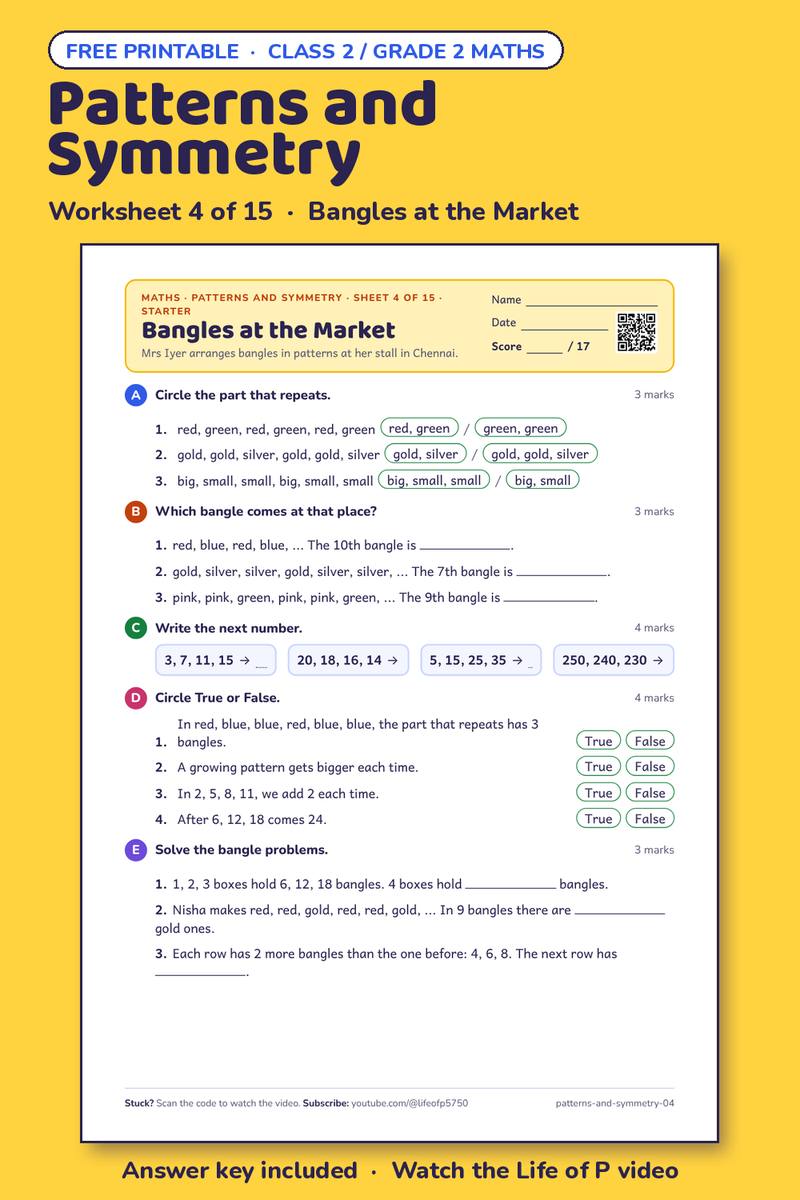 FREE PRINTABLE · CLASS 2 / GRADE 2 MATHS
Patterns and
Symmetry
Worksheet 4 of 15 · Bangles at the Market
MATHS · PATTERNS AND SYMMETRY · SHEET 4 OF 15 ·
STARTER
Bangles at the Market
Mrs Iyer arranges bangles in patterns at her stall in Chennai.
Name ____________
Date ____________
Score ______ / 17
A Circle the part that repeats. 3 marks
1. red, green, red, green, red, green red, green / green, green
2. gold, gold, silver, gold, gold, silver gold, silver / gold, gold, silver
3. big, small, small, big, small, small big, small, small / big, small
B Which bangle comes at that place? 3 marks
1. red, blue, red, blue, ... The 10th bangle is ____________.
2. gold, silver, silver, gold, silver, silver, ... The 7th bangle is ____________.
3. pink, pink, green, pink, pink, green, ... The 9th bangle is ____________.
C Write the next number. 4 marks
3, 7, 11, 15 → __ 20, 18, 16, 14 → 5, 15, 25, 35 → _ 250, 240, 230 →
D Circle True or False. 4 marks
In red, blue, blue, red, blue, blue, the part that repeats has 3
1. bangles. True False
2. A growing pattern gets bigger each time. True False
3. In 2, 5, 8, 11, we add 2 each time. True False
4. After 6, 12, 18 comes 24. True False
E Solve the bangle problems. 3 marks
1. 1, 2, 3 boxes hold 6, 12, 18 bangles. 4 boxes hold ____________ bangles.
2. Nisha makes red, red, gold, red, red, gold, ... In 9 bangles there are ____________
gold ones.
3. Each row has 2 more bangles than the one before: 4, 6, 8. The next row has
____________.
Stuck? Scan the code to watch the video. Subscribe: youtube.com/@lifeofp5750 patterns-and-symmetry-04
Answer key included · Watch the Life of P video